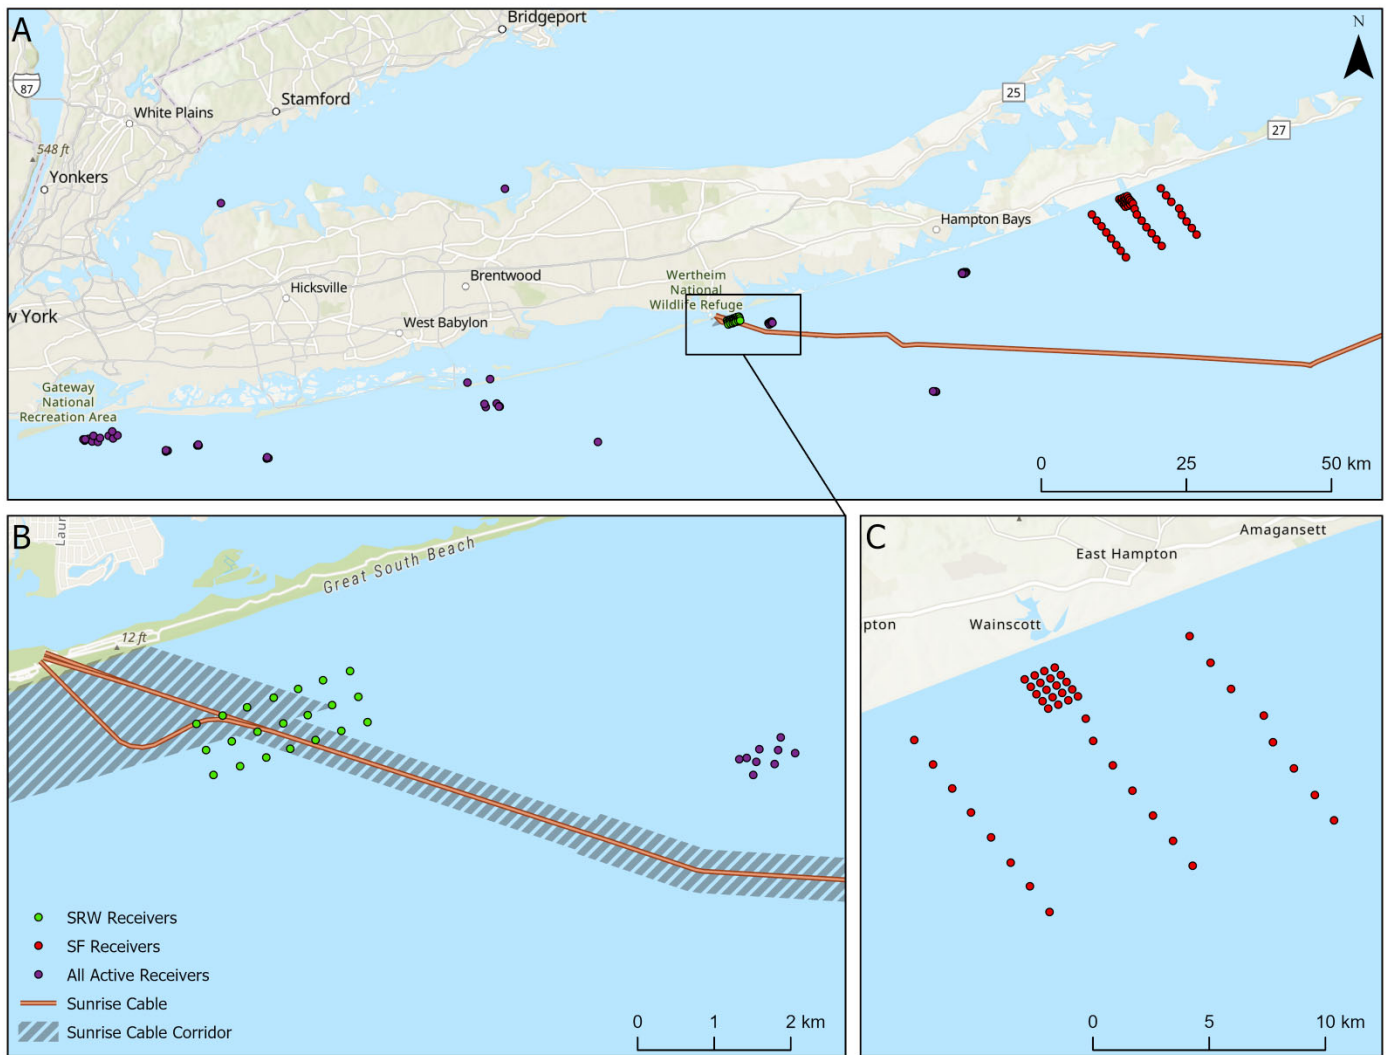 A
Bridgeport
N
87
Stamford
25
White Plains
27
548 ft
Yonkers
Hampton Bays
Wertheim
National
Wildlife Refuge
Brentwood
Hicksville
w York
West Babylon
Gateway
National
Recreation Area
0 25 50 km
B
Laur
Great South Beach
12 ft
SRW Receivers
SF Receivers
All Active Receivers
Sunrise Cable
Sunrise Cable Corridor
0 1 2 km
C
Amagansett
East Hampton
pton
Wainscott
0 5 10 km